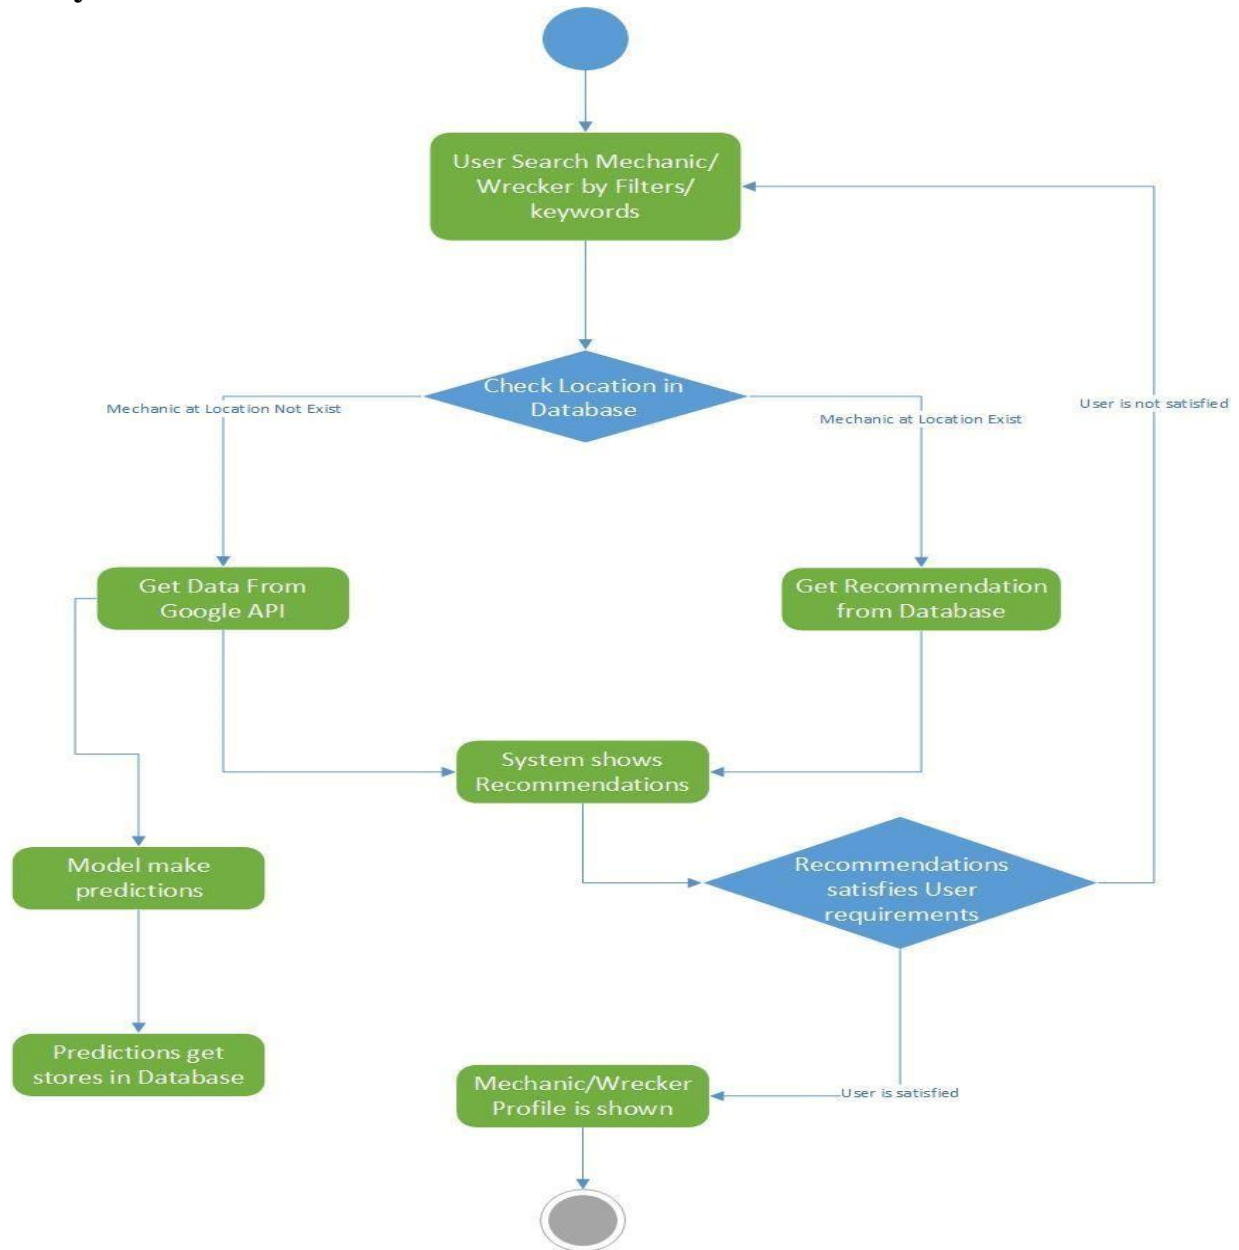 User Search Mechanic/
Wrecker by Filters/
keywords
Check Location in
Database
Mechanic at Location Not Exist
Mechanic at Location Exist
User is not satisfied
Get Data From
Google API
Get Recommendation
from Database
System shows
Recommendations
Model make
predictions
Recommendations
satisfies User
requirements
Predictions get
stores in Database
Mechanic/Wrecker
Profile is shown
User is satisfied